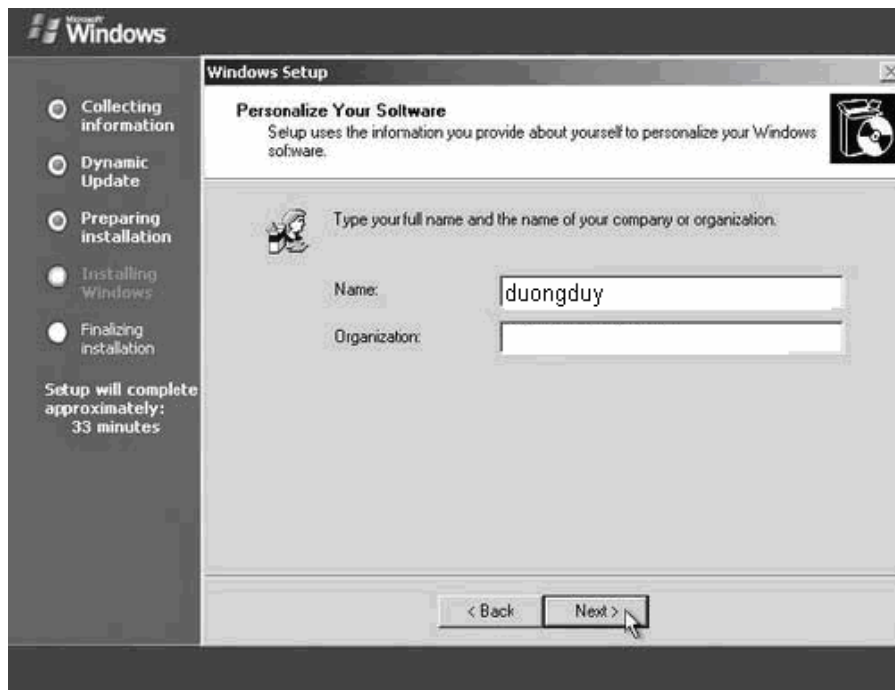 Microsoft
Windows
Collecting
information
Dynamic
Update
Preparing
installation
Installing
Windows
Finalizing
installation
Setup will complete
approximately:
33 minutes
Windows Setup
Personalize Your Software
Setup uses the information you provide about yourself to personalize your Windows
software.
Type your full name and the name of your company or organization.
Name:
duongduy
Organization:
< Back
Next >